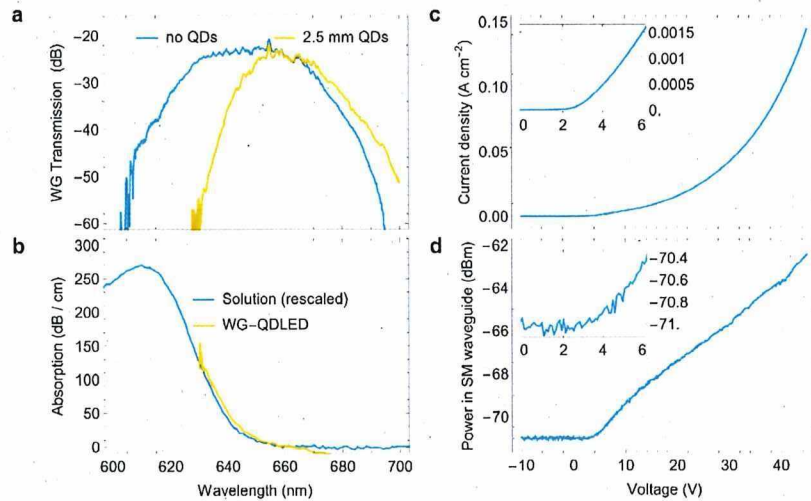 a
−20
−30
−40
−50
−60
WG Transmission (dB)
no QDs
2.5 mm QDs
b
300
250
200
150
100
50
0
Absorption (dB / cm)
Solution (rescaled)
WG−QDLED
600
620
640
660
680
700
Wavelength (nm)
c
0.15
0.10
0.05
0.00
Current density (A cm−2)
0.0015
0.001
0.0005
0.
0 2 4 6
d
−62
−64
−66
−68
−70
Power in SM waveguide (dBm)
−70.4
−70.6
−70.8
−71.
0 2 4 6
−10 0 10 20 30 40
Voltage (V)